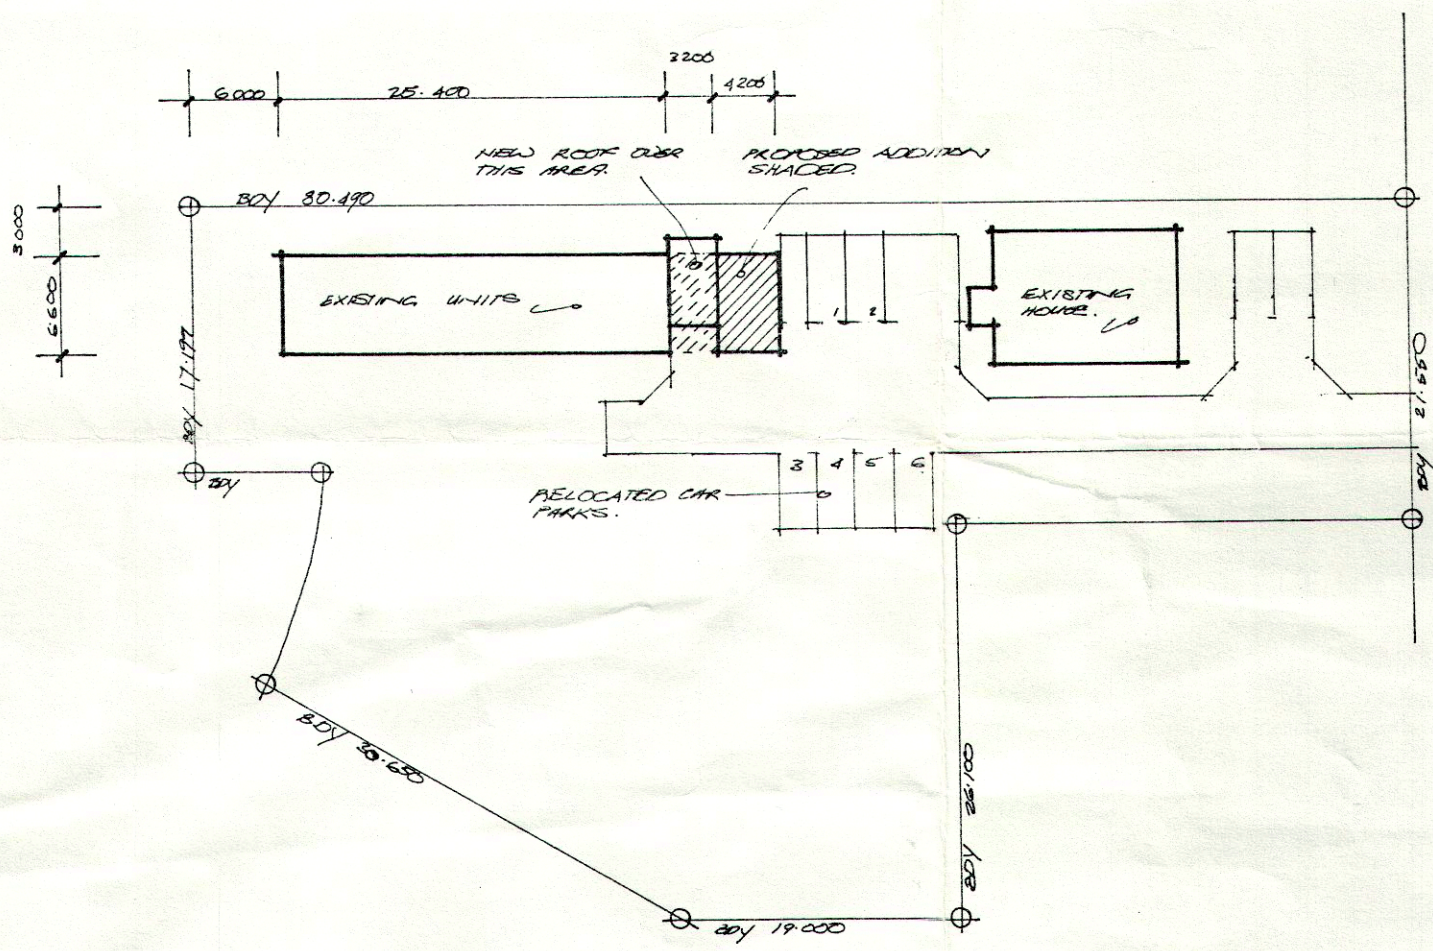 3200
6000
25.400
4200
NEW ROOF OVER
THIS AREA.
PROPOSED ADDITION
SHADED.
BDY 80.490
3000
6600
EXISTING UNITS
1
2
EXISTING
HOUSE.
BDY 17.197
BDY 21.550
BDY
3
4
5
6
RELOCATED CAR
PARKS.
BDY 30.650
BDY 26.100
BDY 19.000